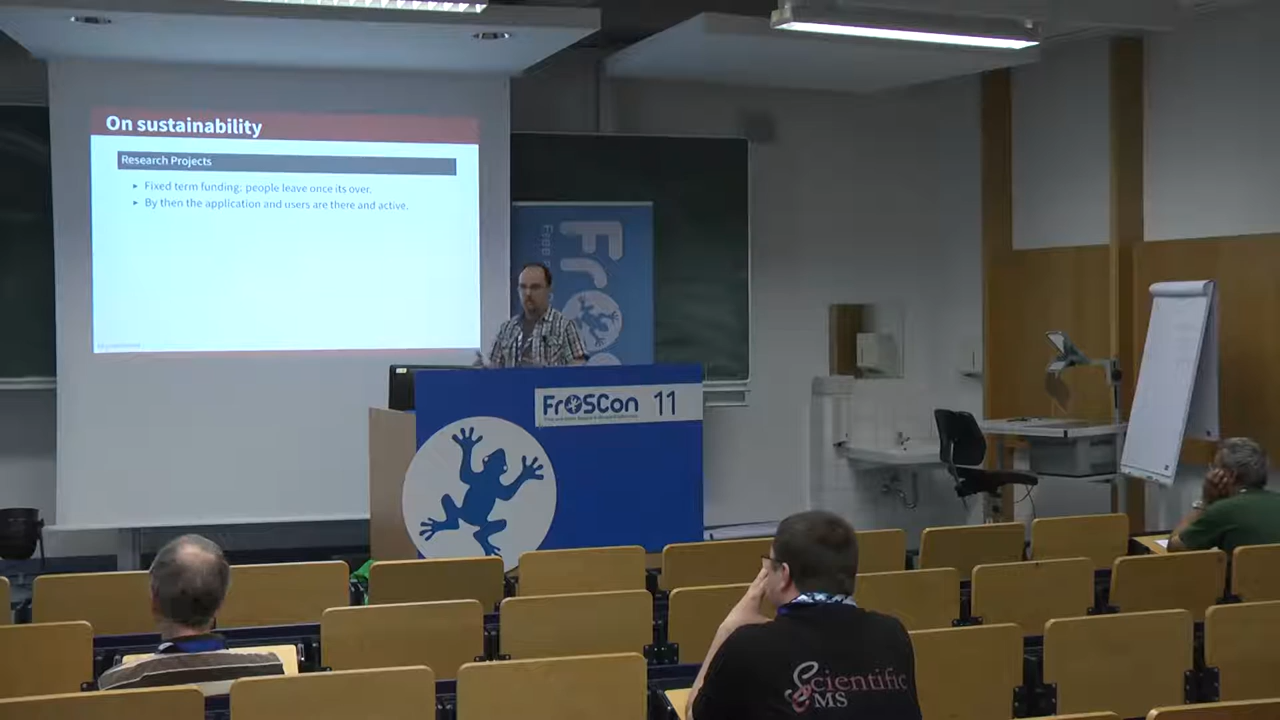 On sustainability
Research Projects
Fixed term funding: people leave once its over.
By then the application and users are there and active.
FrOSCon 11
Scientific
MS